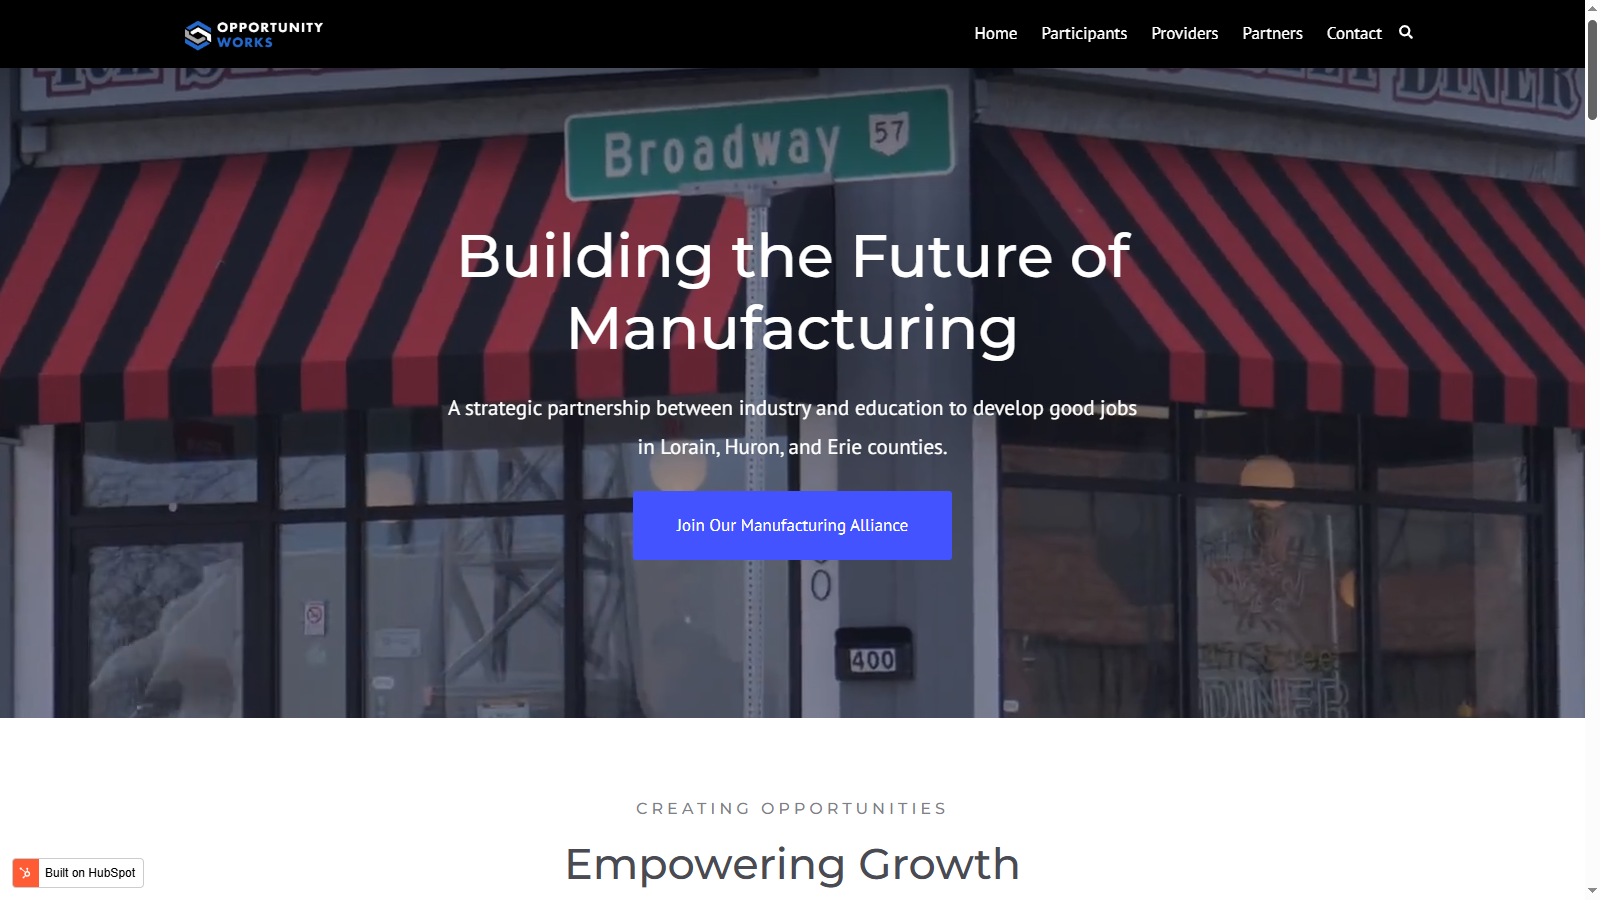 OPPORTUNITY
WORKS
Home
Participants
Providers
Partners
Contact
DINER
Broadway 57
Building the Future of
Manufacturing
A strategic partnership between industry and education to develop good jobs
in Lorain, Huron, and Erie counties.
Join Our Manufacturing Alliance
400
DINER
CREATING OPPORTUNITIES
Empowering Growth
Built on HubSpot